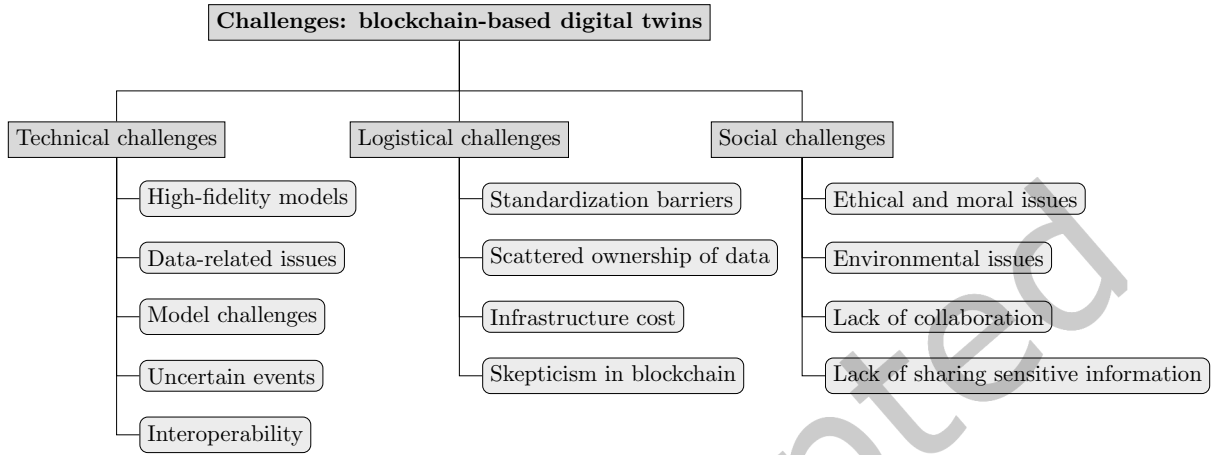 Challenges: blockchain-based digital twins
Technical challenges
High-fidelity models
Data-related issues
Model challenges
Uncertain events
Interoperability
Logistical challenges
Standardization barriers
Scattered ownership of data
Infrastructure cost
Skepticism in blockchain
Social challenges
Ethical and moral issues
Environmental issues
Lack of collaboration
Lack of sharing sensitive information